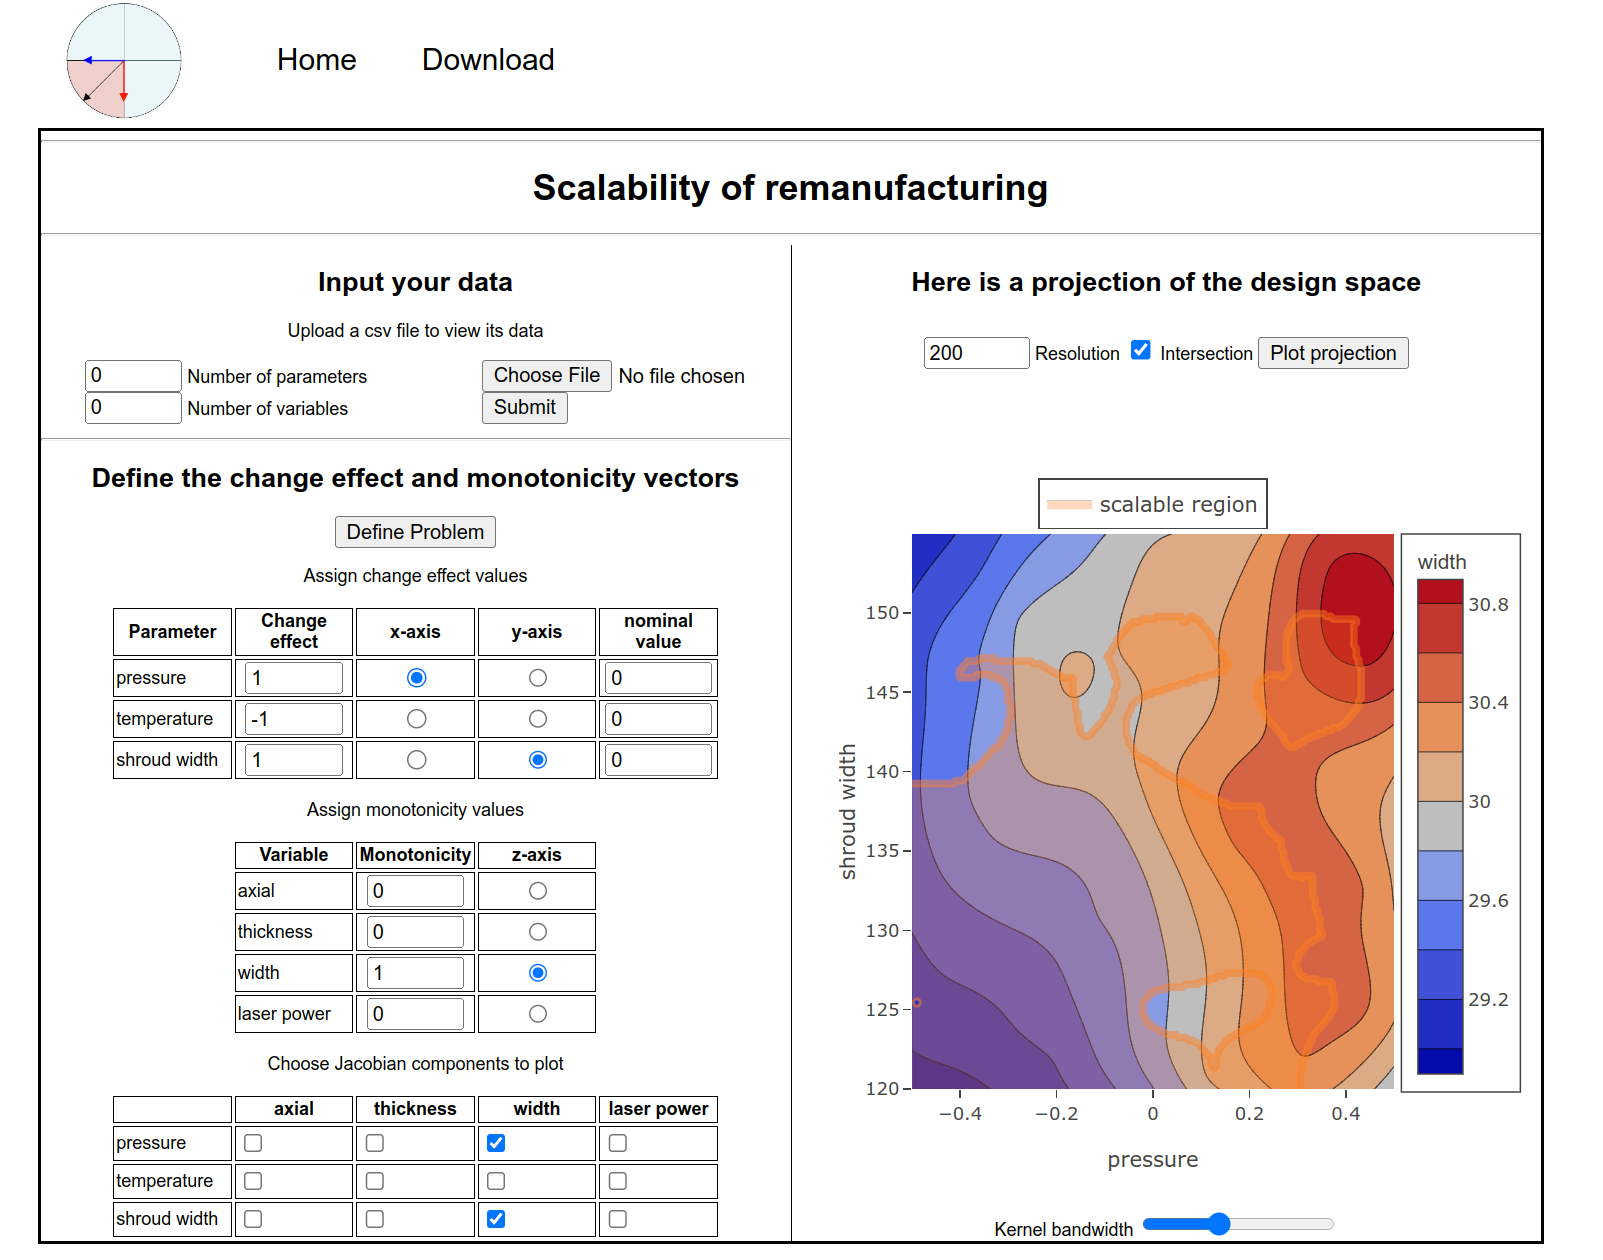 Home Download
Scalability of remanufacturing
Input your data
Upload a csv file to view its data
0 Number of parameters Choose File No file chosen
0 Number of variables Submit
Define the change effect and monotonicity vectors
Define Problem
Assign change effect values
Parameter Change effect x-axis y-axis nominal value
pressure 1 0
temperature -1 0
shroud width 1 0
Assign monotonicity values
Variable Monotonicity z-axis
axial 0
thickness 0
width 1
laser power 0
Choose Jacobian components to plot
axial thickness width laser power
pressure
temperature
shroud width
Here is a projection of the design space
200 Resolution Intersection Plot projection
scalable region
width
30.8
30.4
30
29.6
29.2
150
145
140
135
130
125
120
shroud width
−0.4 −0.2 0 0.2 0.4
pressure
Kernel bandwidth